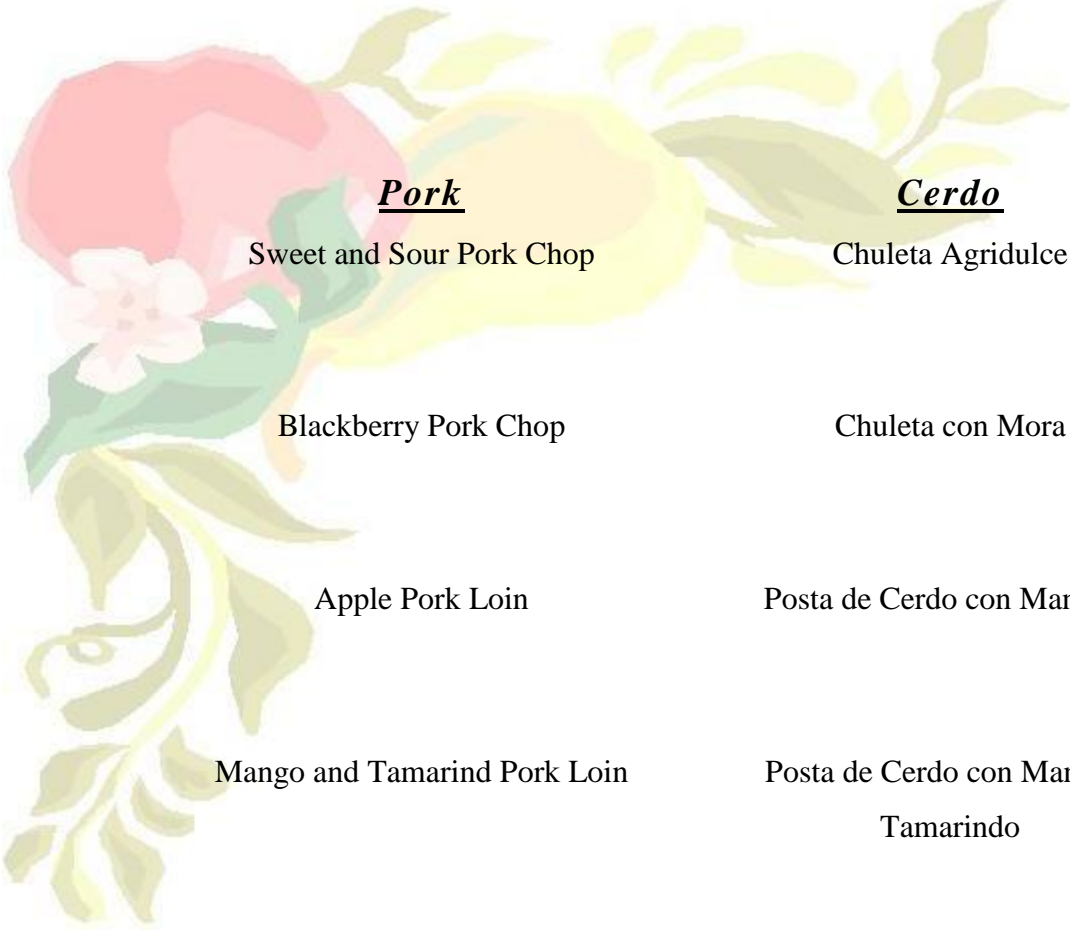 Pork
Cerdo
Sweet and Sour Pork Chop
Chuleta Agridulce
Blackberry Pork Chop
Chuleta con Mora
Apple Pork Loin
Posta de Cerdo con
Mango and Tamarind Pork Loin
Posta de Cerdo con
Tamarindo